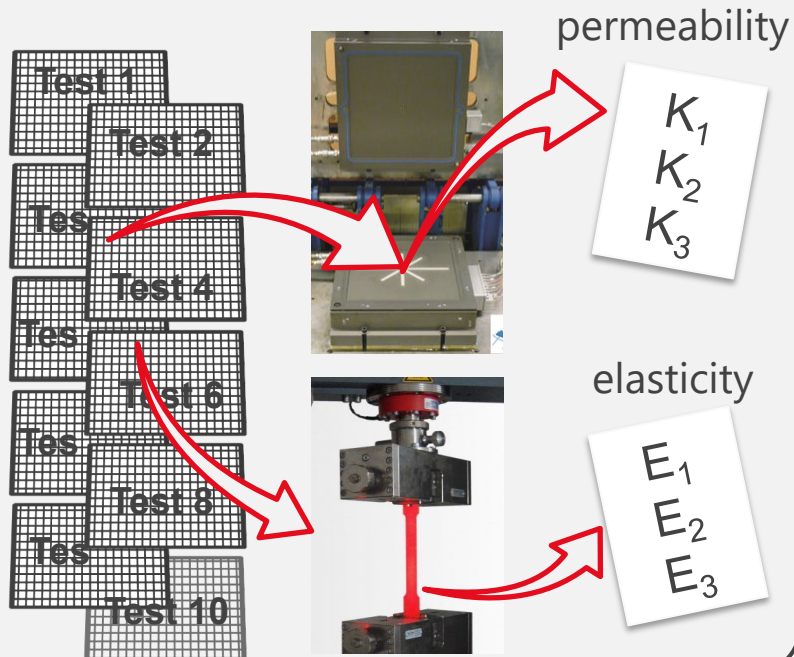 permeability
Test 1
Test 2
Tes
Test 4
Tes
Test 6
Tes
Test 8
Tes
Test 10
K1
K2
K3
elasticity
E1
E2
E3